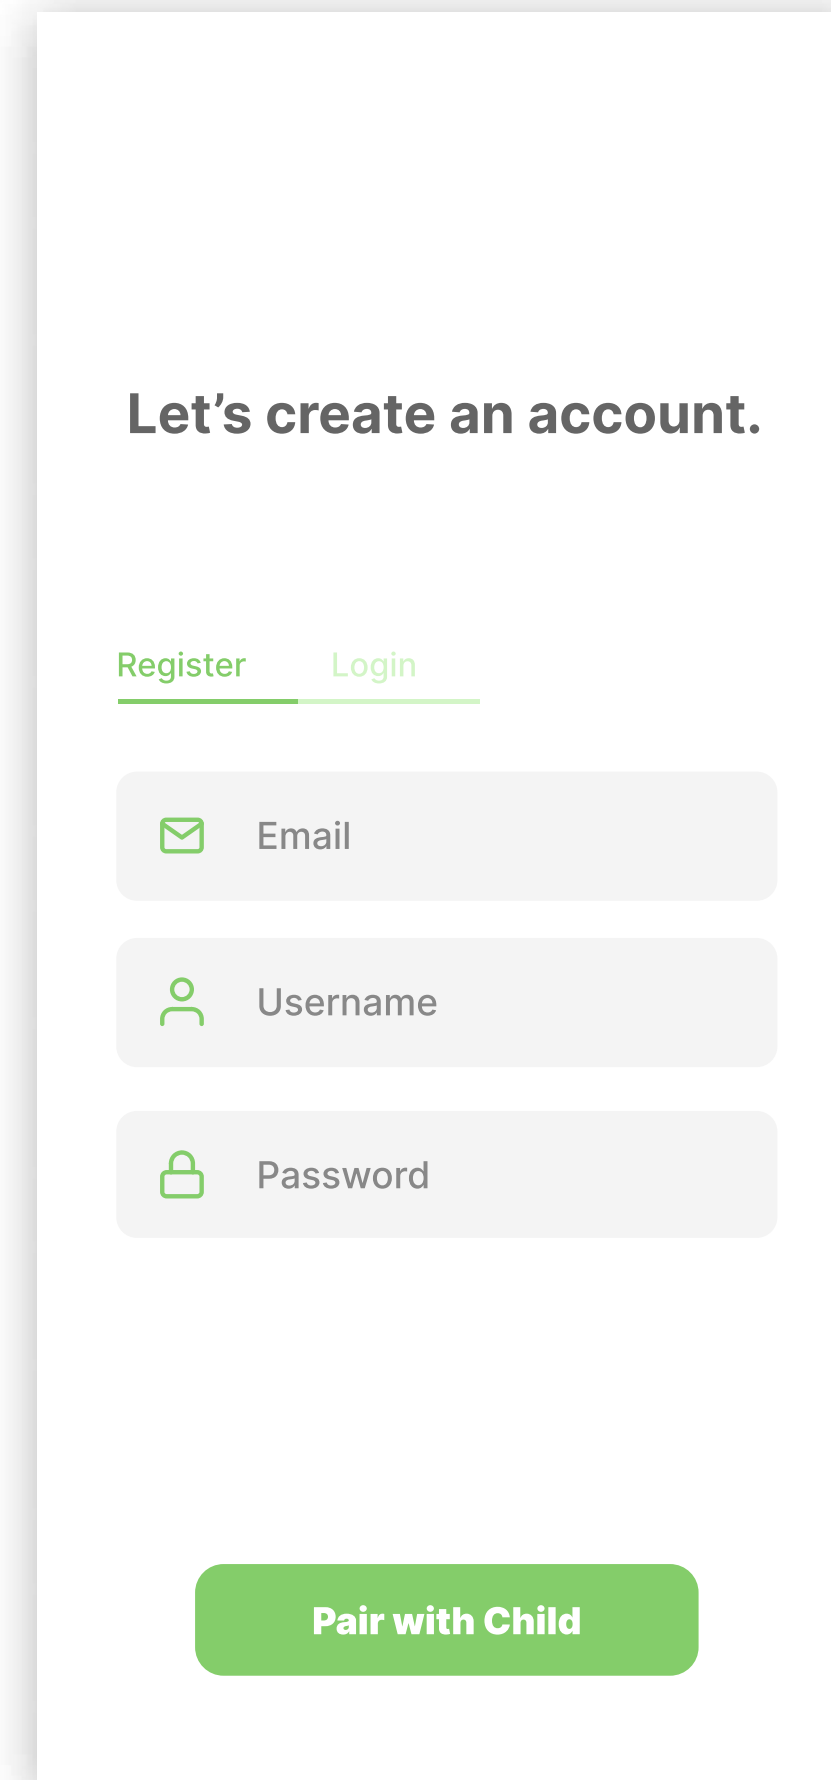 Let’s create an account.
Register Login
Email
Username
Password
Pair with Child